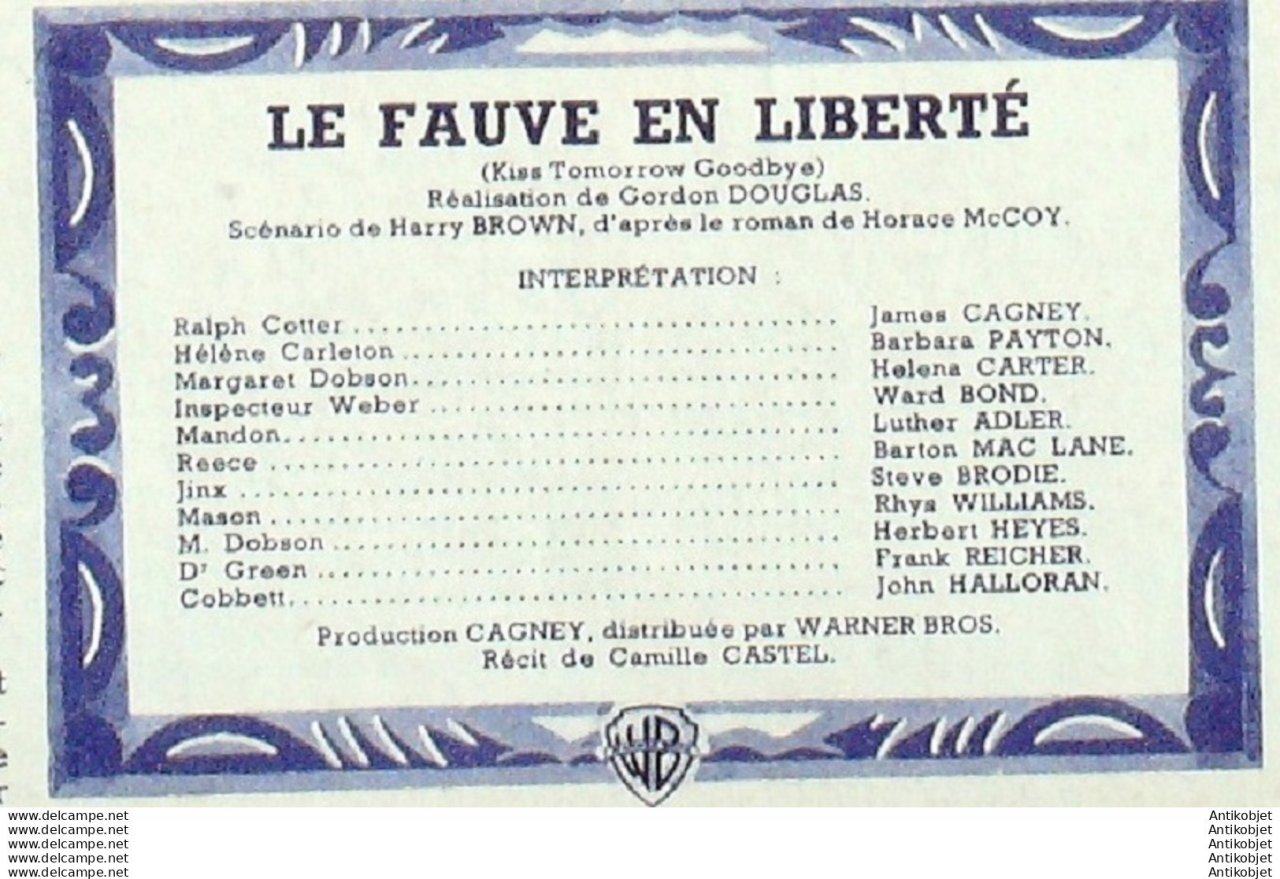 LE FAUVE EN LIBERTÉ
(Kiss Tomorrow Goodbye)
Réalisation de Gordon DOUGLAS.
Scénario de Harry BROWN, d'après le roman de Horace McCOY.
INTERPRÉTATION :
Ralph Cotter ........ James CAGNEY.
Hélène Carleton ........ Barbara PAYTON.
Margaret Dobson ........ Helena CARTER.
Inspecteur Weber ........ Ward BOND.
Mandon ........ Luther ADLER.
Reece ........ Barton MAC LANE.
Jinx ........ Steve BRODIE.
Mason ........ Rhys WILLIAMS.
M. Dobson ........ Herbert HEYES.
Dr Green ........ Frank REICHER.
Cobbett ........ John HALLORAN.
Production CAGNEY, distribuée par WARNER BROS.
Récit de Camille CASTEL.
WB
www.delcampe.net
www.delcampe.net
www.delcampe.net
www.delcampe.net
www.delcampe.net
Antikobjet
Antikobjet
Antikobjet
Antikobjet
Antikobjet